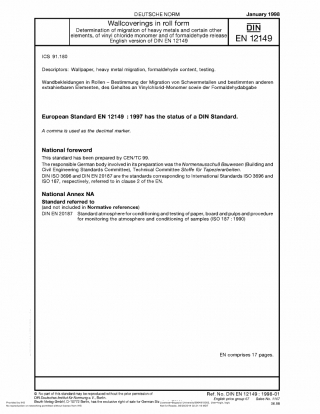 DEUTSCHE NORM
January 1998
Wallcoverings in roll form
Determination of migration of heavy metals and certain other
elements, of vinyl chloride monomer and of formaldehyde release
English version of DIN EN 12149
DIN
EN 12149
ICS 91.180
Descriptors: Wallpaper, heavy metal migration, formaldehyde content, testing.
Wandbekleidungen in Rollen – Bestimmung der Migration von Schwermetallen und bestimmten anderen
extrahierbaren Elementen, des Gehaltes an Vinylchlorid-Monomer sowie der Formaldehydabgabe
European Standard EN 12149 : 1997 has the status of a DIN Standard.
A comma is used as the decimal marker.
National foreword
This standard has been prepared by CEN/TC 99.
The responsible German body involved in its preparation was the Normenausschuß Bauwesen (Building and
Civil Engineering Standards Committee), Technical Committee Stoffe für Tapezierarbeiten.
DIN ISO 3696 and DIN EN 20187 are the standards corresponding to International Standards ISO 3696 and
ISO 187, respectively, referred to in clause 2 of the EN.
National Annex NA
Standard referred to
(and not included in Normative references)
DIN EN 20187 Standard atmosphere for conditioning and testing of paper, board and pulps and procedure
for monitoring the atmosphere and conditioning of samples (ISO 187 : 1990)
EN comprises 17 pages.
© No part of this standard may be reproduced without the prior permission of
DIN Deutsches Institut für Normung e. V., Berlin.
Beuth Verlag GmbH, D-10772 Berlin, has the exclusive right of sale for German
Ref. No. DIN EN 12149 : 1998-01
English price group 07 Sales No. 1107